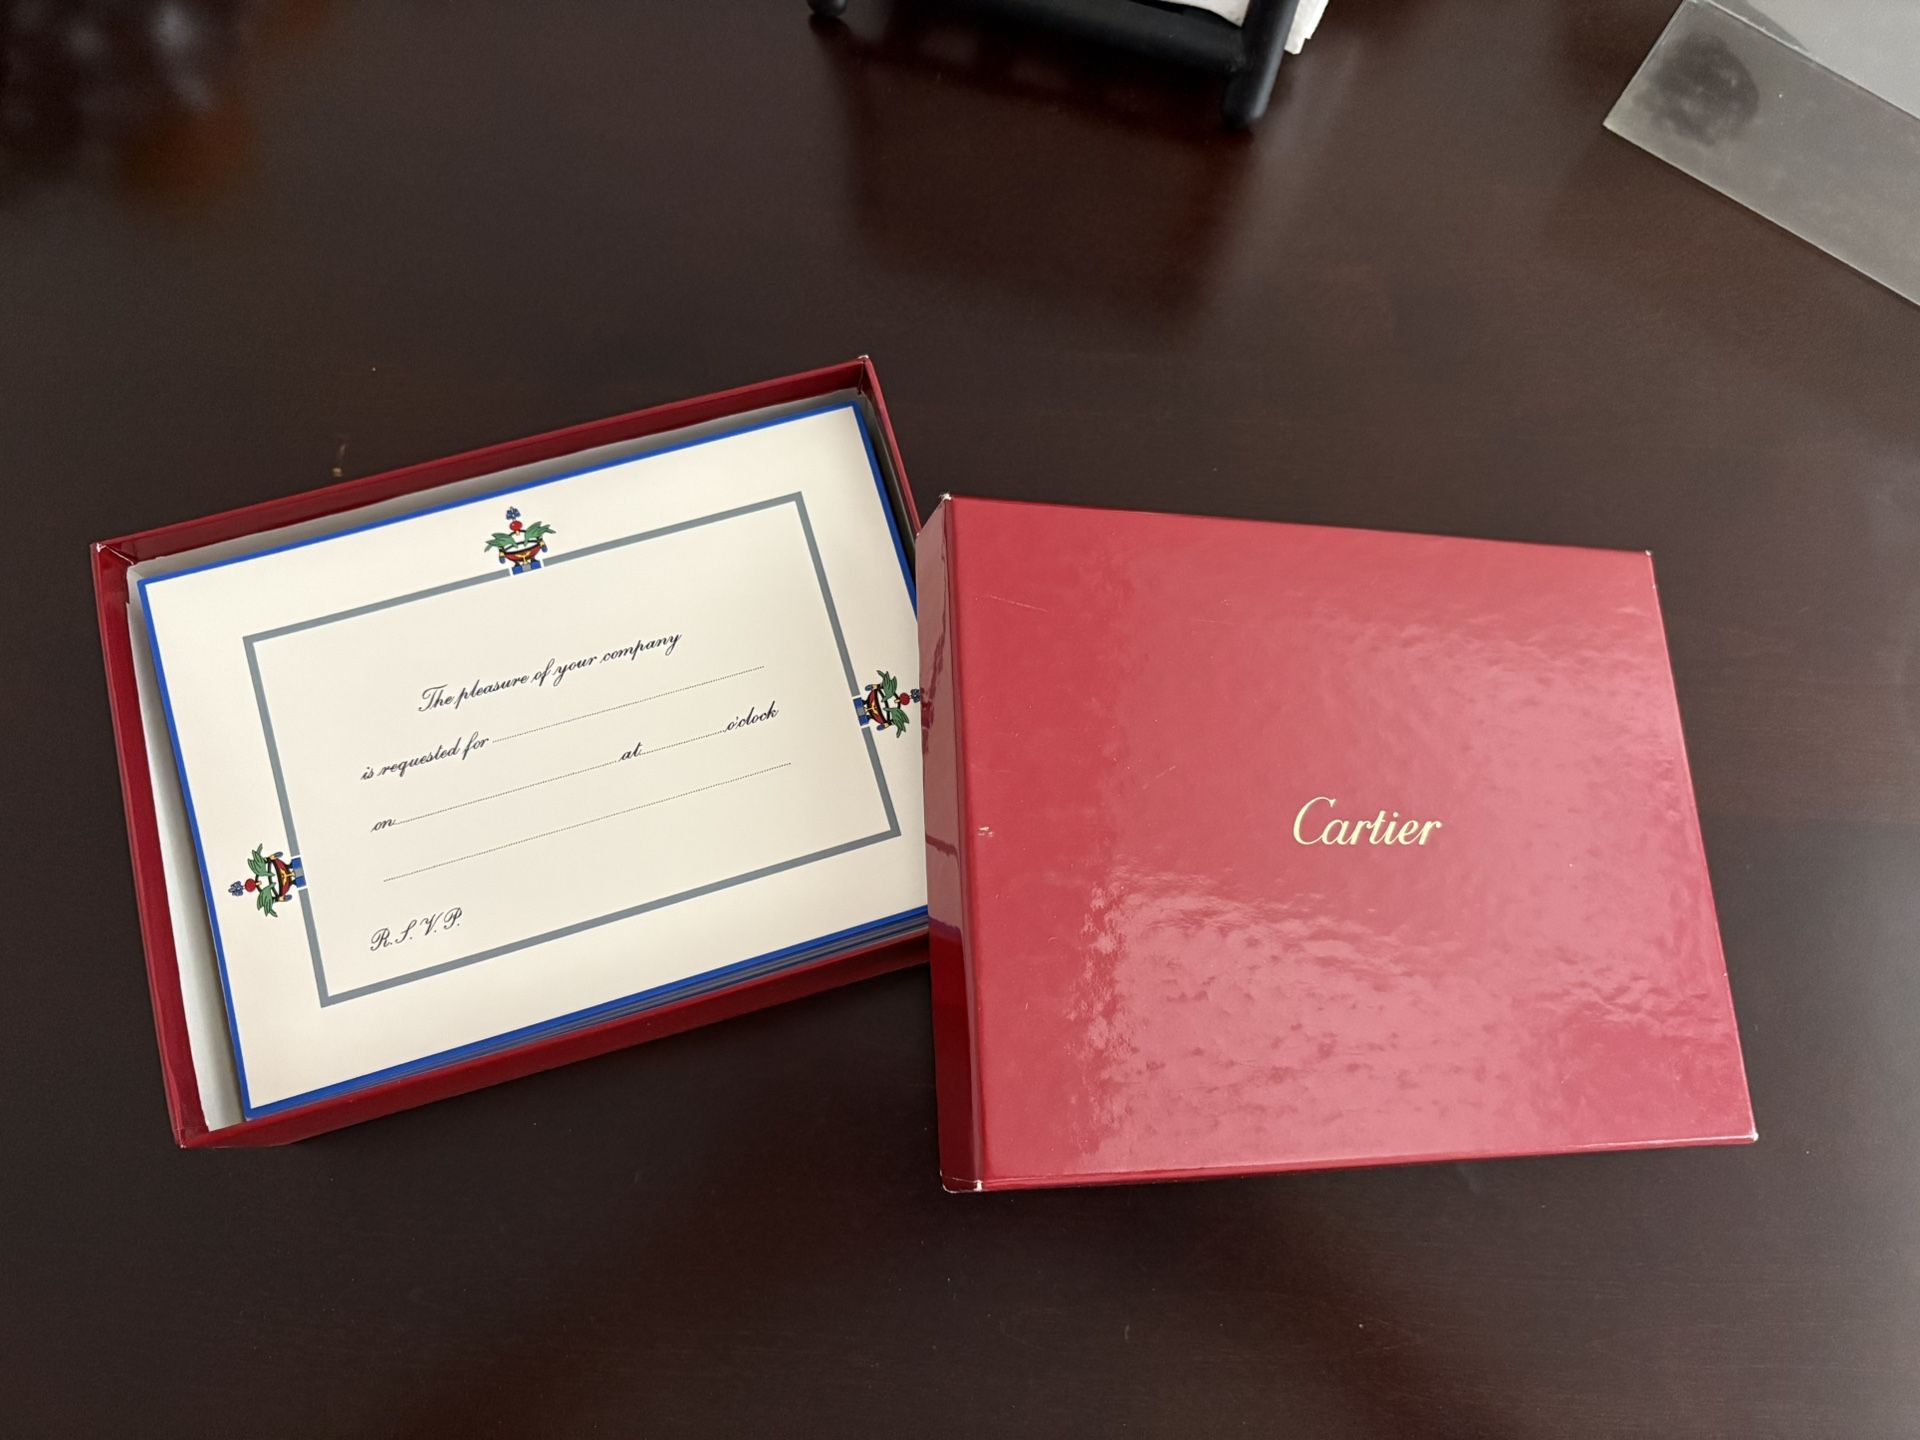 The pleasure of your company
is requested for
on at o'clock
R.S.V.P.
Cartier